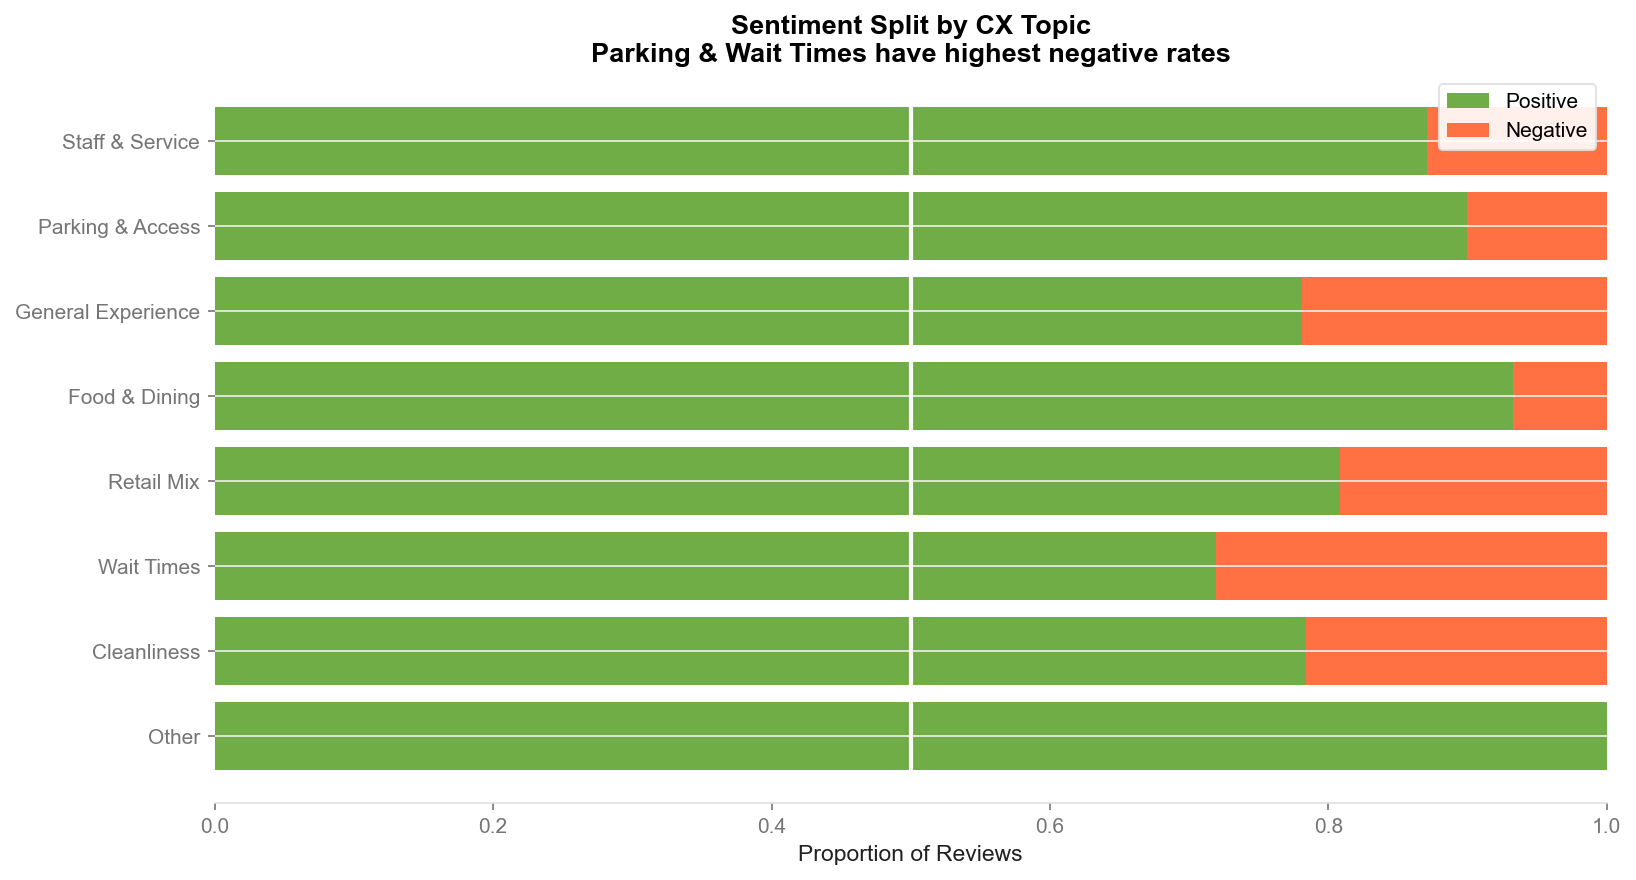 Sentiment Split by CX Topic
Parking & Wait Times have highest negative rates
Positive
Negative
Staff & Service
Parking & Access
General Experience
Food & Dining
Retail Mix
Wait Times
Cleanliness
Other
0.0 0.2 0.4 0.6 0.8 1.0
Proportion of Reviews